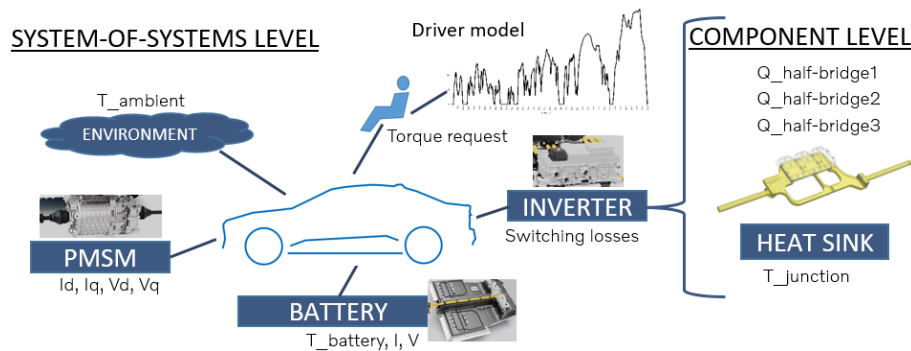 SYSTEM-OF-SYSTEMS LEVEL
Driver model
COMPONENT LEVEL
T_ambient
ENVIRONMENT
Torque request
Q_half-bridge1
Q_half-bridge2
Q_half-bridge3
PMSM
Id, Iq, Vd, Vq
INVERTER
Switching losses
HEAT SINK
T_junction
BATTERY
T_battery, I, V